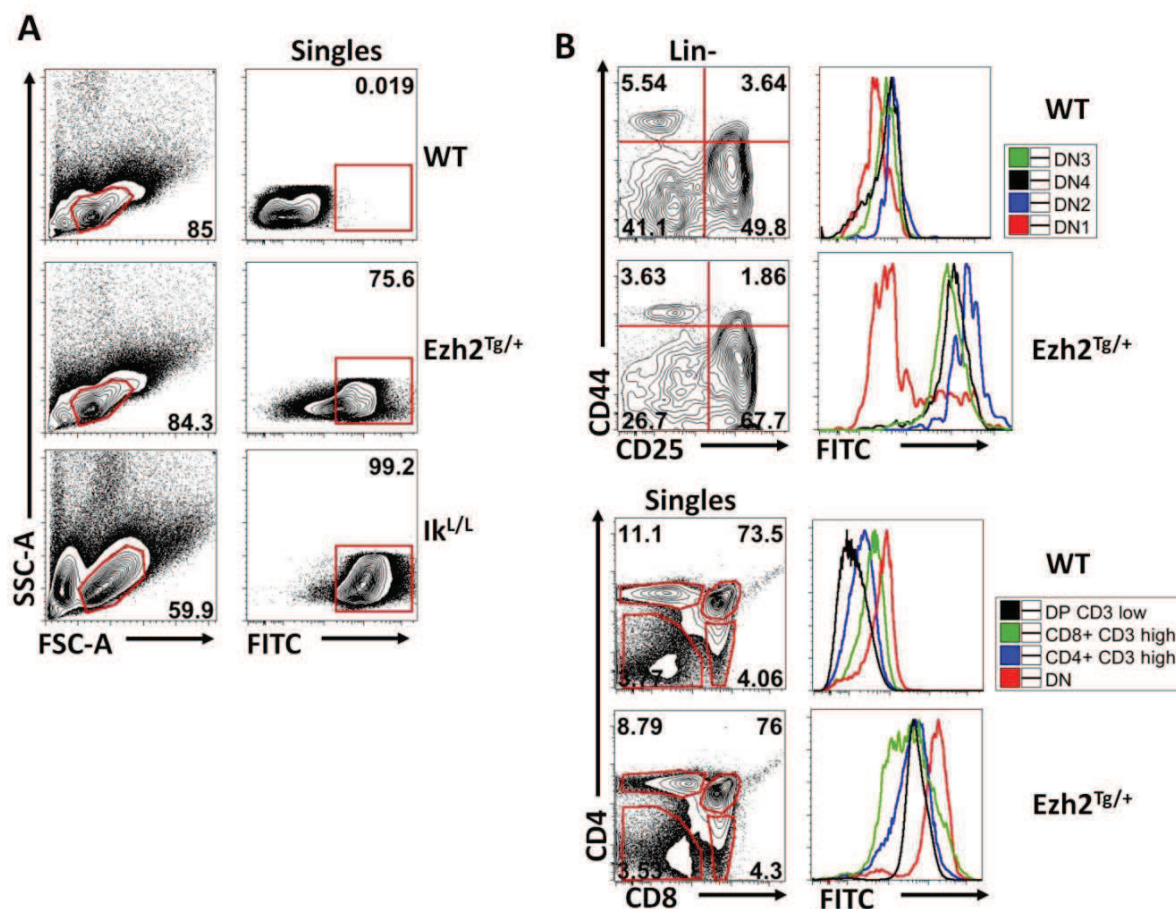 A
Singles
0.019
WT
85
75.6
Ezh2Tg/+
84.3
99.2
IkL/L
59.9
SSC-A
FSC-A
FITC
B
Lin-
5.54 3.64
41.1 49.8
WT
DN3
DN4
DN2
DN1
3.63 1.86
26.7 67.7
Ezh2Tg/+
CD44
CD25
FITC
Singles
11.1 73.5
4.06
WT
DP CD3 low
CD8+ CD3 high
CD4+ CD3 high
DN
8.79 76
3.53 4.3
Ezh2Tg/+
CD4
CD8
FITC